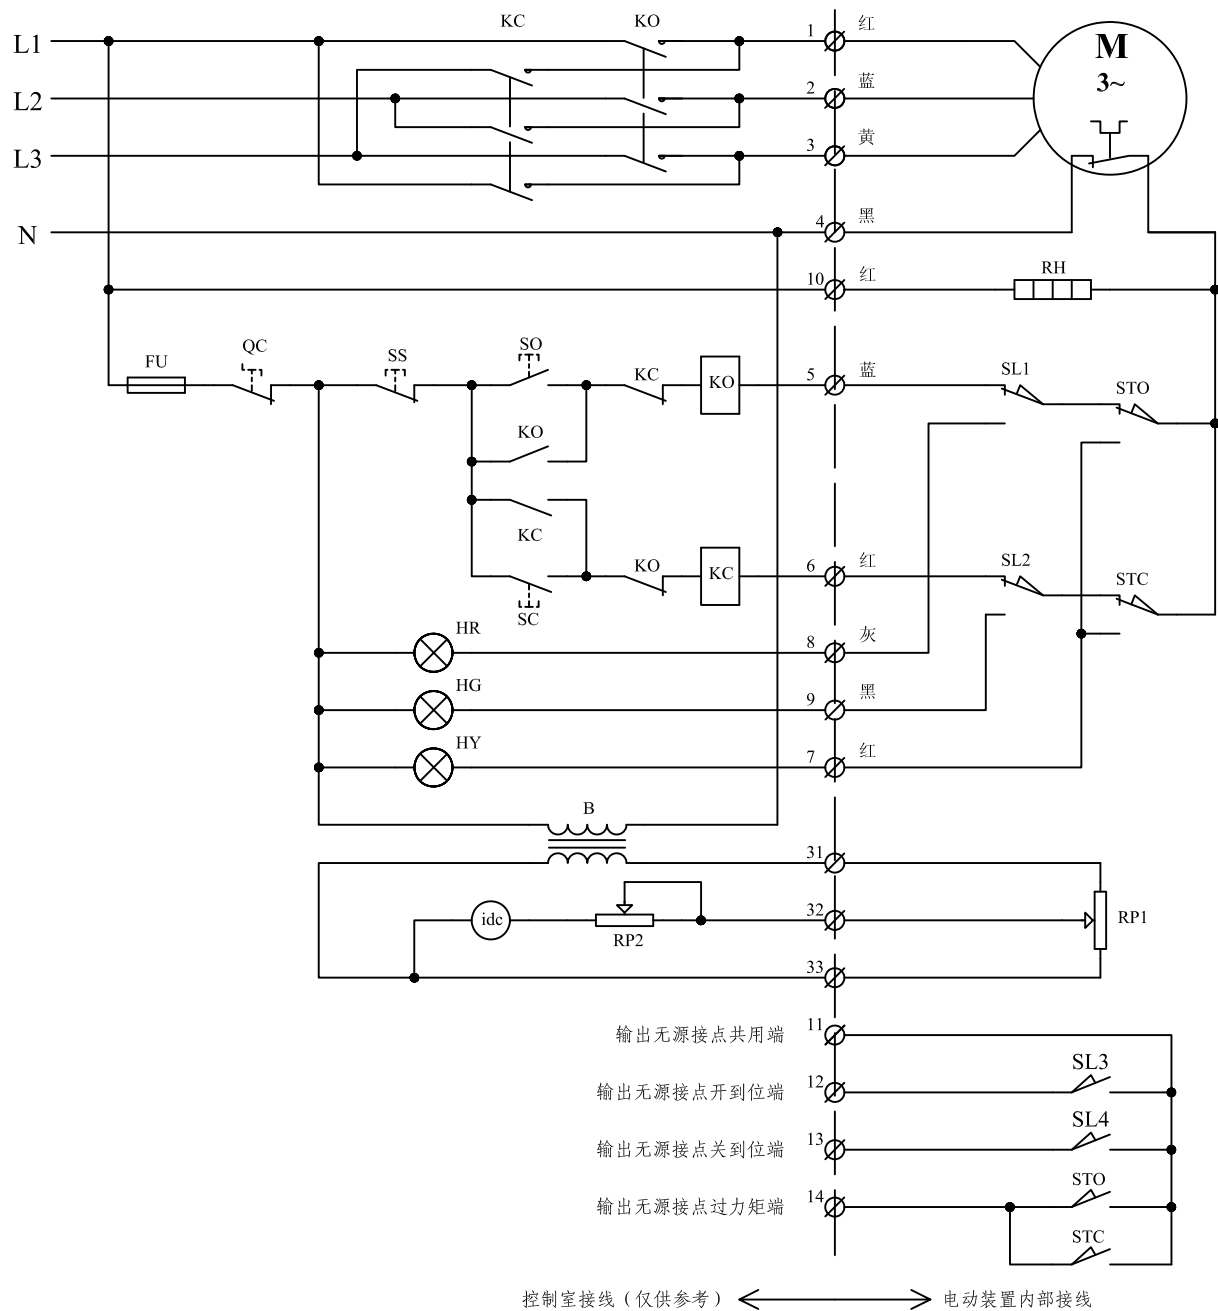 KC
KO
L1
1
红
M
3~
L2
2
蓝
L3
3
黄
N
4
黑
10
红
RH
FU
QC
SS
SO
KC
KO
5
蓝
SL1
STO
KO
KC
SC
KO
KC
6
红
SL2
STC
HR
8
灰
HG
9
黑
HY
7
红
B
31
idc
RP2
32
RP1
33
输出无源接点共用端
11
输出无源接点开到位端
12
SL3
输出无源接点关到位端
13
SL4
输出无源接点过力矩端
14
STO
STC
控制室接线(仅供参考)
电动装置内部接线